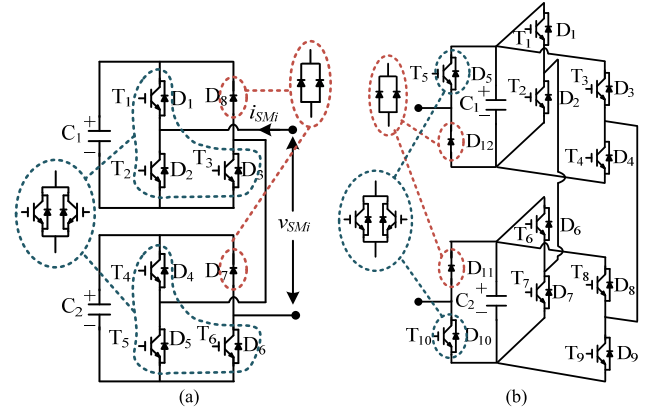 T1 D1 D8
iSMi
C1 + −
T2 D2 T3 D3
vSMi
T4 D4 D7
C2 + −
T5 D5 T6 D6
(a)
T1 D1
T5 D5
C1 + −
T2 D2 T3 D3
D12
T4 D4
T6 D6
D11
C2 + −
T7 D7 T8 D8
T10 D10
T9 D9
(b)